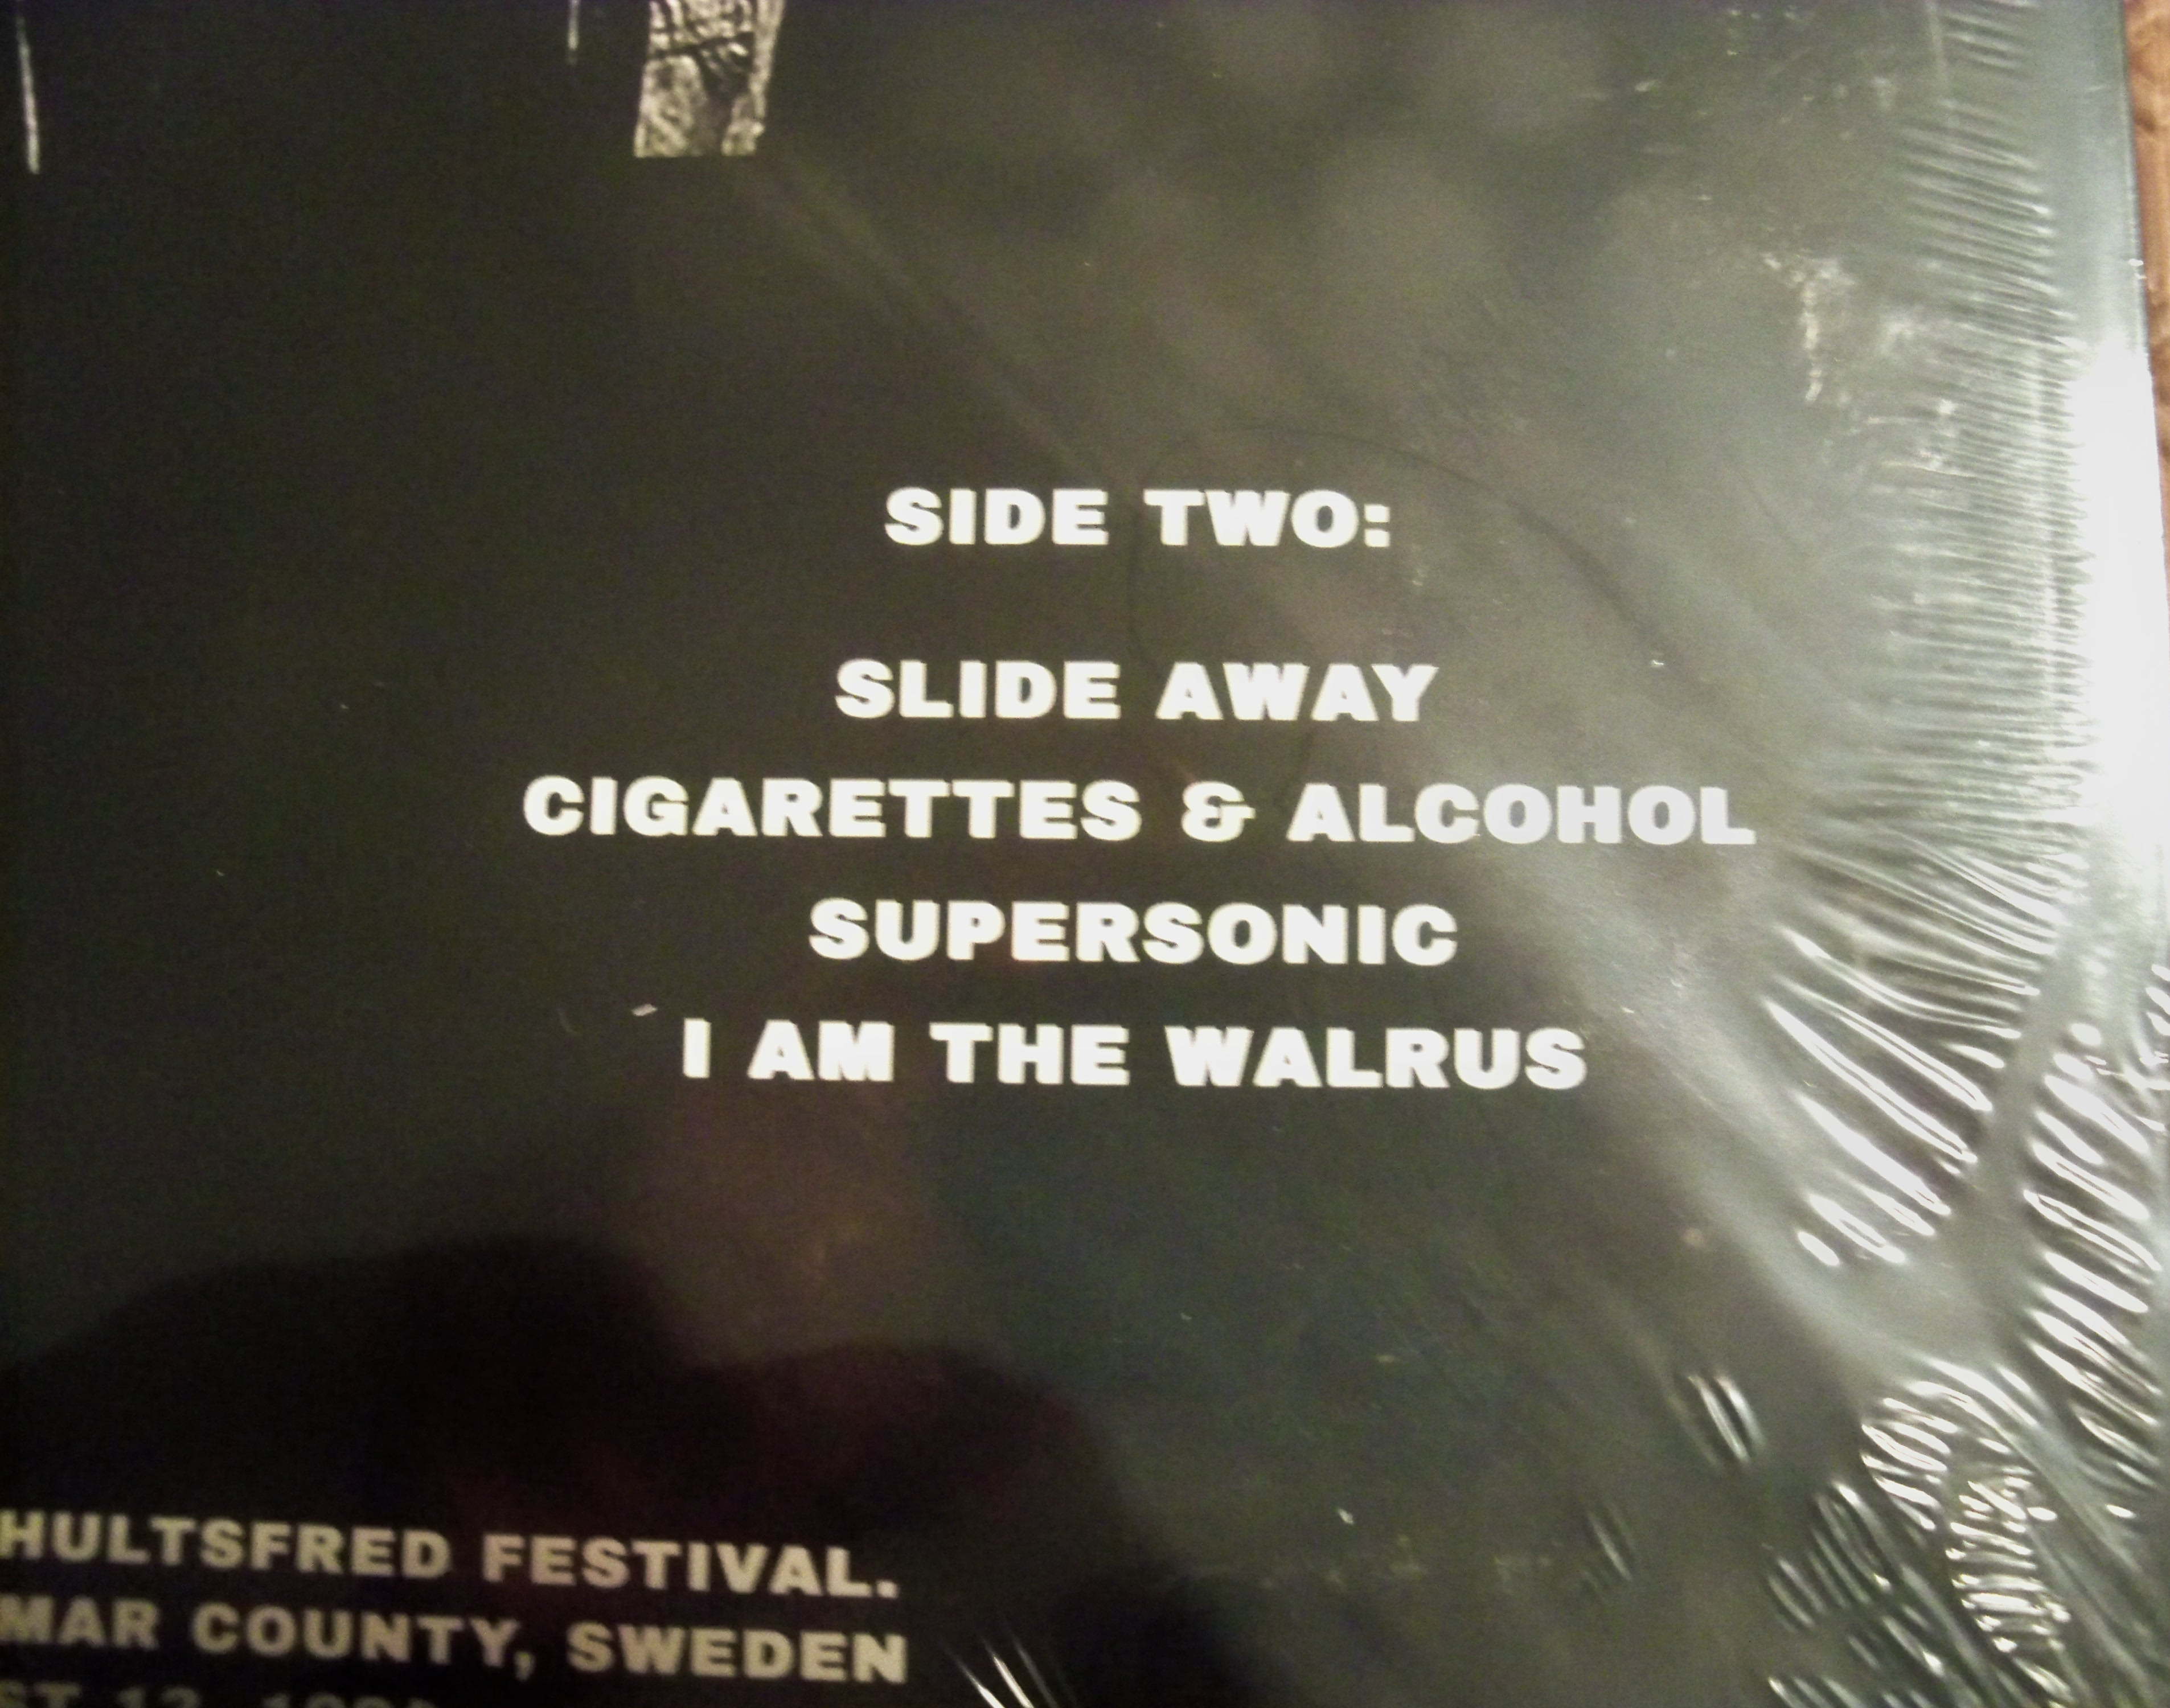 SIDE TWO:
SLIDE AWAY
CIGARETTES & ALCOHOL
SUPERSONIC
I AM THE WALRUS
HULTSFRED FESTIVAL.
MAR COUNTY, SWEDEN